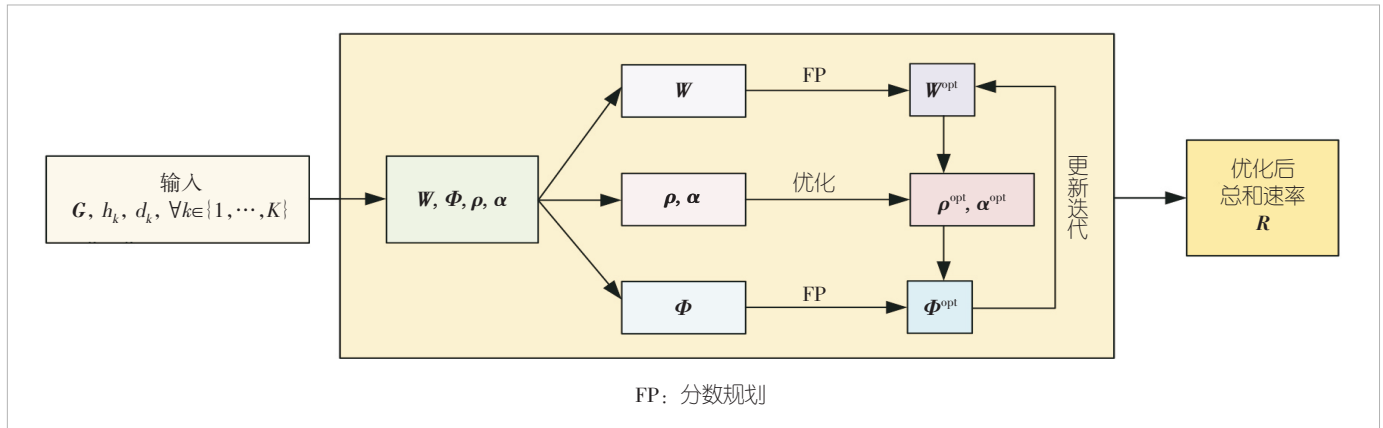 输入
G, h_k, d_k, ∀k∈{1,…,K}
W, Φ, ρ, α
W
FP
W^opt
ρ, α
优化
ρ^opt, α^opt
Φ
FP
Φ^opt
更新迭代
优化后
总和速率
R
FP：分数规划